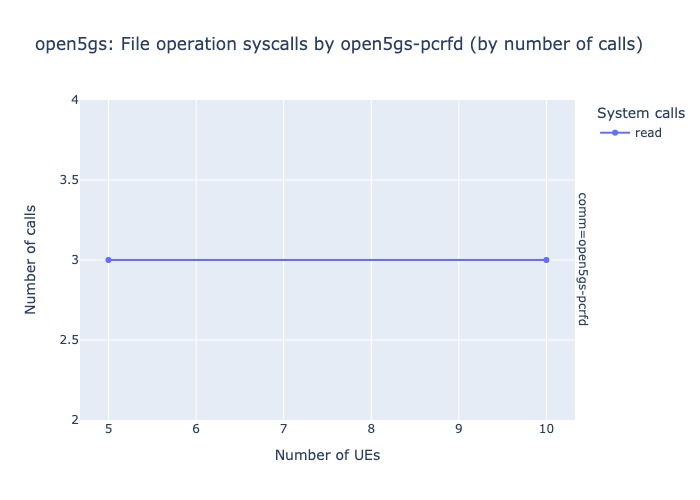 open5gs: File operation syscalls by open5gs-pcrfd (by number of calls)
System calls
read
4
3.5
3
2.5
2
Number of calls
comm=open5gs-pcrfd
5
6
7
8
9
10
Number of UEs